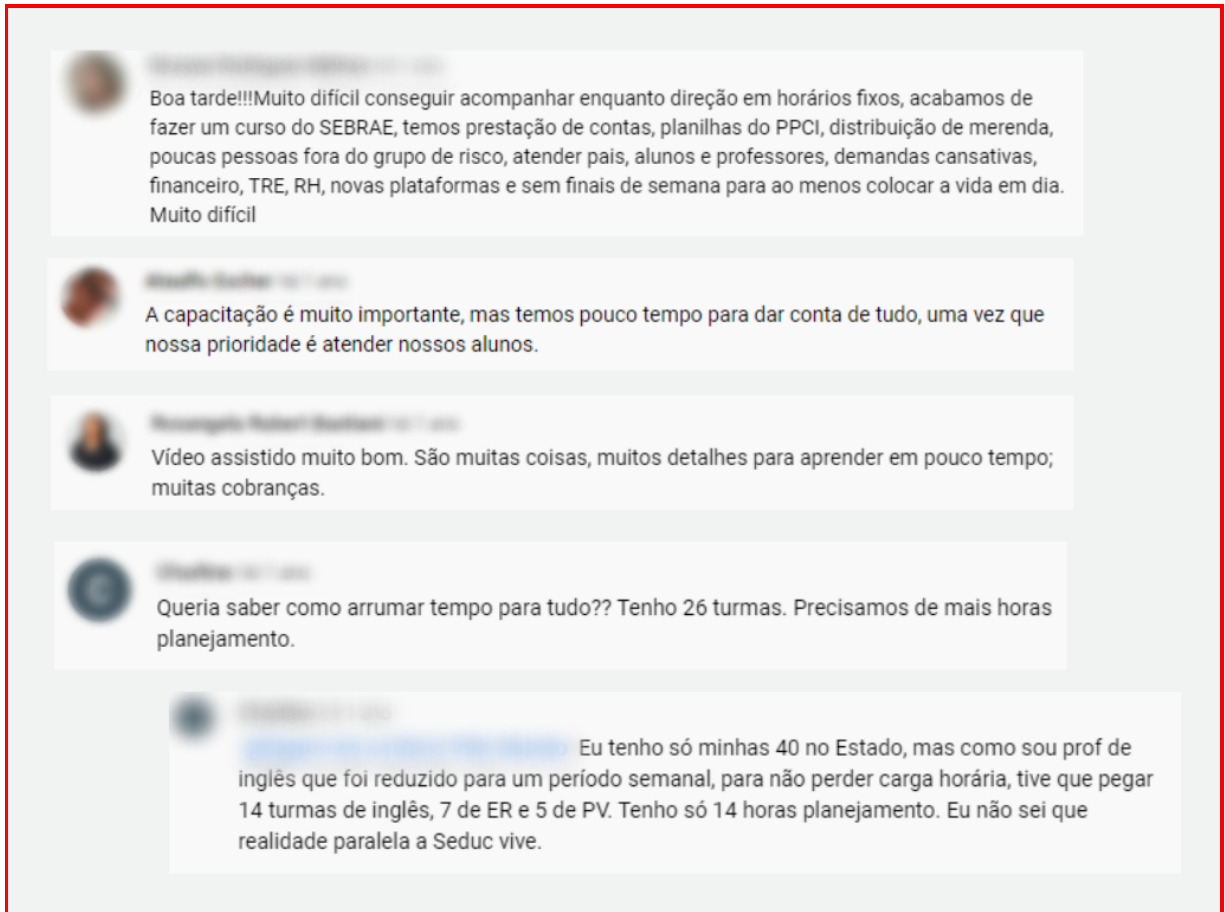 Boa tarde!!!Muito difícil conseguir acompanhar enquanto direção em horários fixos, acabamos de
fazer um curso do SEBRAE, temos prestação de contas, planilhas do PPCI, distribuição de merenda,
poucas pessoas fora do grupo de risco, atender pais, alunos e professores, demandas cansativas,
financeiro, TRE, RH, novas plataformas e sem finais de semana para ao menos colocar a vida em dia.
Muito difícil
A capacitação é muito importante, mas temos pouco tempo para dar conta de tudo, uma vez que
nossa prioridade é atender nossos alunos.
Vídeo assistido muito bom. São muitas coisas, muitos detalhes para aprender em pouco tempo;
muitas cobranças.
C
Queria saber como arrumar tempo para tudo?? Tenho 26 turmas. Precisamos de mais horas
planejamento.
Eu tenho só minhas 40 no Estado, mas como sou prof de
inglês que foi reduzido para um período semanal, para não perder carga horária, tive que pegar
14 turmas de inglês, 7 de ER e 5 de PV. Tenho só 14 horas planejamento. Eu não sei que
realidade paralela a Seduc vive.